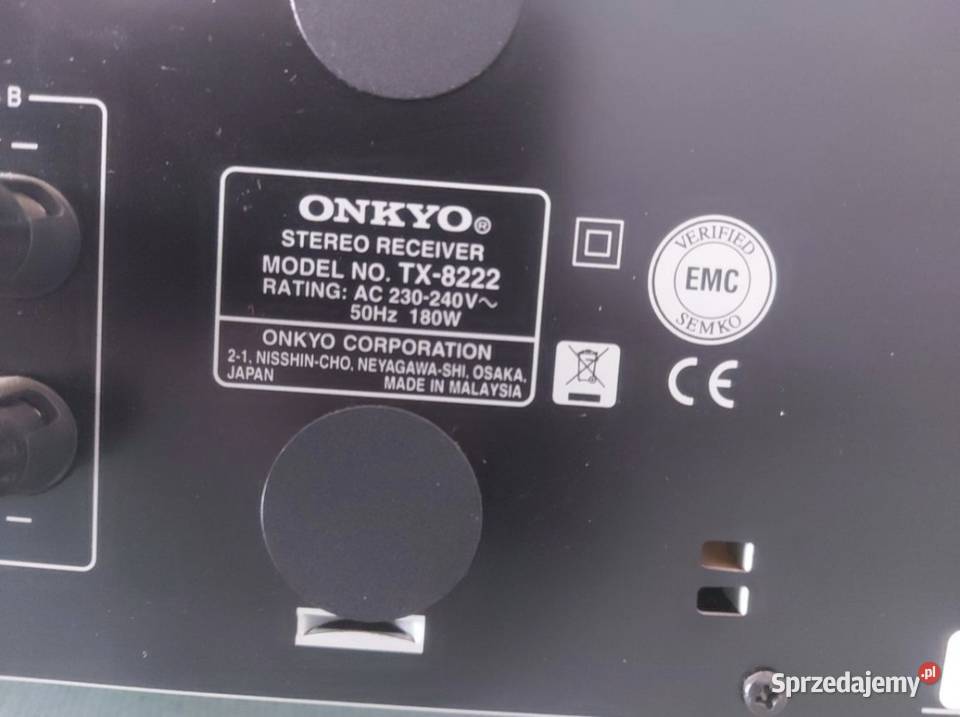 B
ONKYO®
STEREO RECEIVER
MODEL NO. TX-8222
RATING: AC 230-240V~
50Hz 180W
ONKYO CORPORATION
2-1, NISSHIN-CHO, NEYAGAWA-SHI, OSAKA,
JAPAN MADE IN MALAYSIA
VERIFIED
EMC
SEMKO
CE
Sprzedajemy.pl